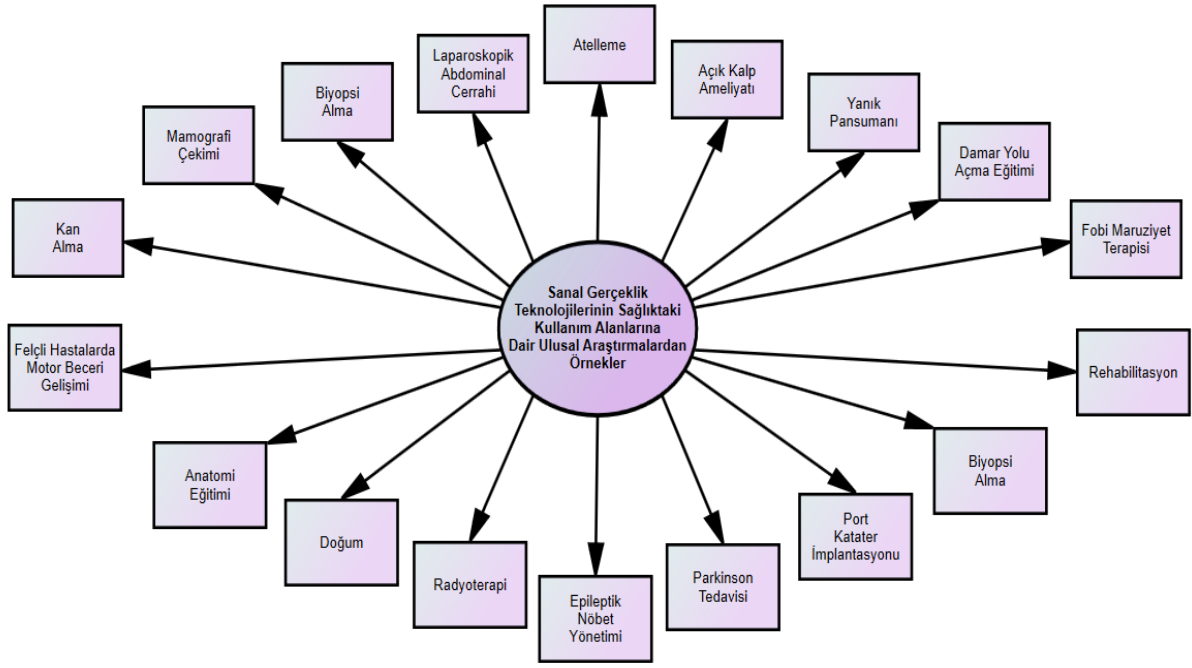 Atelleme
Laparoskopik
Abdominal
Cerrahi
Açık Kalp
Ameliyatı
Biyopsi
Alma
Yanık
Pansumanı
Mamografi
Çekimi
Damar Yolu
Açma Eğitimi
Kan
Alma
Fobi Maruziyet
Terapisi
Sanal Gerçeklik
Teknolojilerinin Sağlıktaki
Kullanım Alanlarına
Dair Ulusal Araştırmalardan
Örnekler
Felçli Hastalarda
Motor Beceri
Gelişimi
Rehabilitasyon
Anatomi
Eğitimi
Biyopsi
Alma
Doğum
Port
Katater
İmplantasyonu
Radyoterapi
Parkinson
Tedavisi
Epileptik
Nöbet
Yönetimi